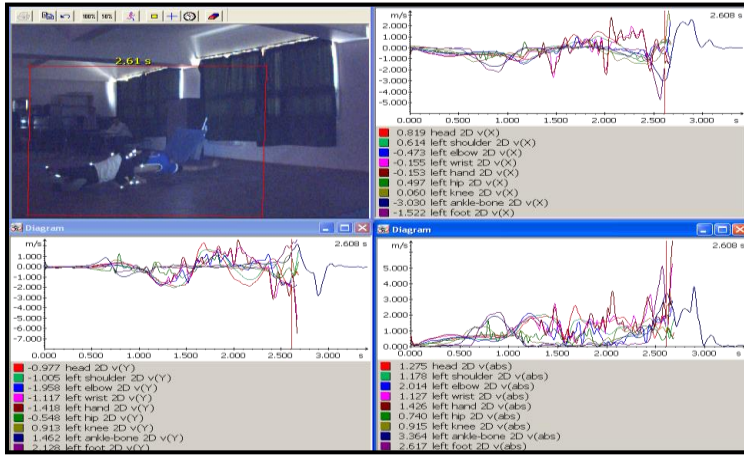 100% 50%
2.61 s
m/s
2.608 s
2.000
1.000
0.000
-1.000
-2.000
-3.000
-4.000
-5.000
0.000 0.500 1.000 1.500 2.000 2.500 3.000 s
0.819 head 2D v(X)
0.614 left shoulder 2D v(X)
-0.473 left elbow 2D v(X)
-0.155 left wrist 2D v(X)
-0.153 left hand 2D v(X)
0.497 left hip 2D v(X)
0.060 left knee 2D v(X)
-3.030 left ankle-bone 2D v(X)
-1.522 left foot 2D v(X)
Diagram
m/s
2.608 s
1.000
0.000
-1.000
-2.000
-3.000
-4.000
-5.000
-6.000
-7.000
0.000 0.500 1.000 1.500 2.000 2.500 3.000 s
-0.977 head 2D v(Y)
-1.005 left shoulder 2D v(Y)
-1.958 left elbow 2D v(Y)
-1.117 left wrist 2D v(Y)
-1.418 left hand 2D v(Y)
-0.548 left hip 2D v(Y)
0.913 left knee 2D v(Y)
1.462 left ankle-bone 2D v(Y)
2.128 left foot 2D v(Y)
Diagram
m/s
2.608 s
5.000
4.000
3.000
2.000
1.000
0.000
0.000 0.500 1.000 1.500 2.000 2.500 3.000 s
1.275 head 2D v(abs)
1.178 left shoulder 2D v(abs)
2.014 left elbow 2D v(abs)
1.127 left wrist 2D v(abs)
1.426 left hand 2D v(abs)
0.740 left hip 2D v(abs)
0.915 left knee 2D v(abs)
3.364 left ankle-bone 2D v(abs)
2.617 left foot 2D v(abs)